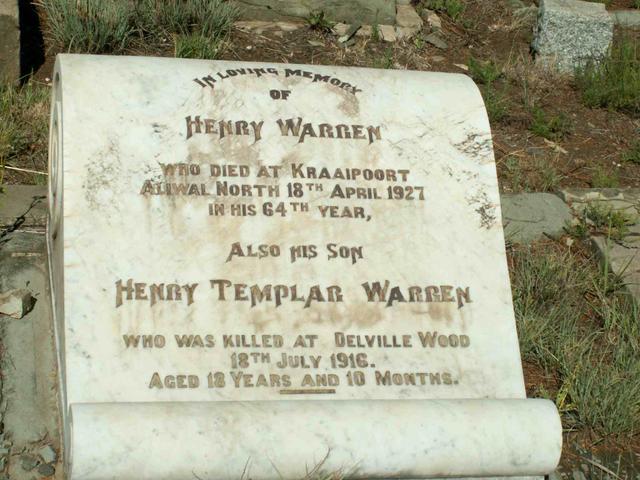 In Loving Memory
of
Henry Warren
who died at Kraaipoort
Aliwal North 18th April 1927
in his 64th year,
Also his Son
Henry Templar Warren
who was killed at Delville Wood
18th July 1916.
Aged 18 Years and 10 Months.